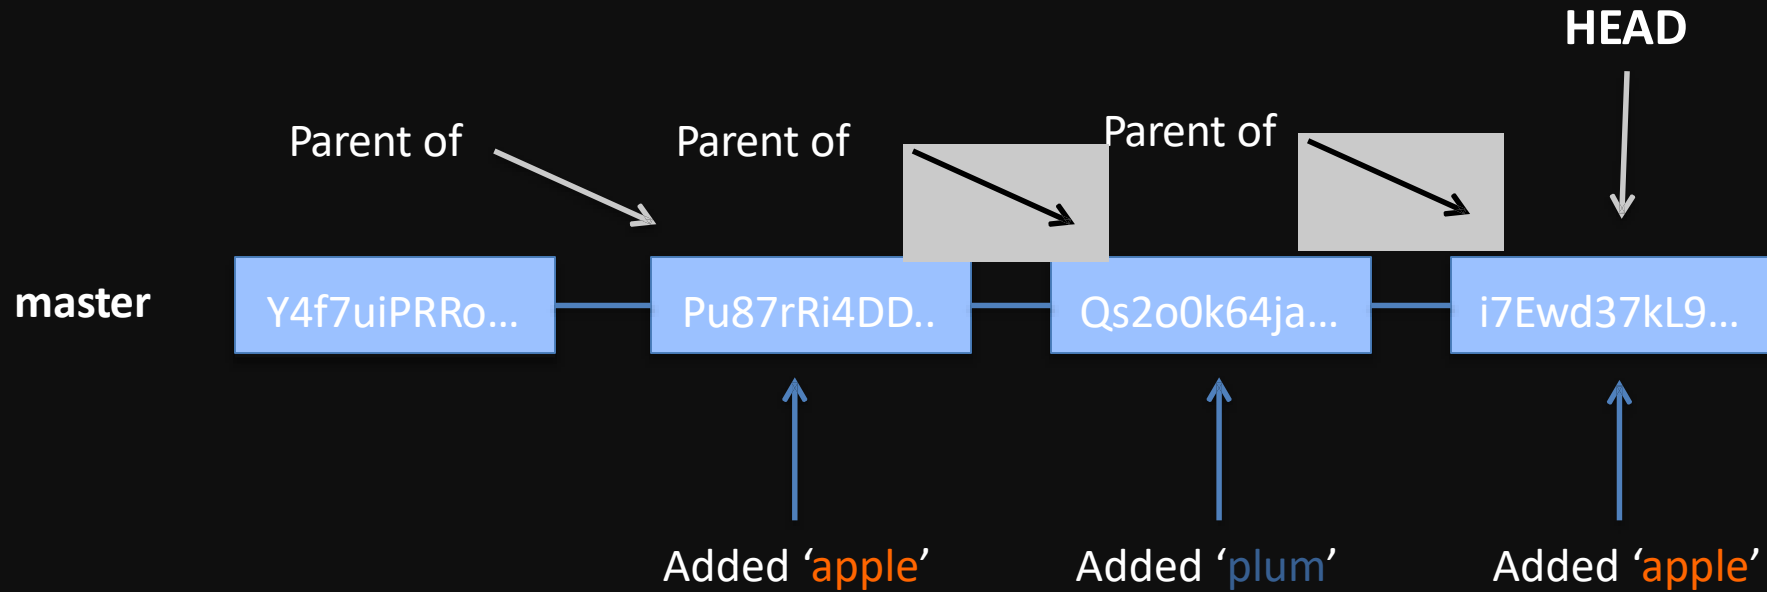 HEAD
Parent of
Parent of
Parent of
master
Y4f7uiPRRo...
Pu87rRi4DD..
Qs2o0k64ja...
i7Ewd37kL9...
Added ‘apple’
Added ‘plum’
Added ‘apple’